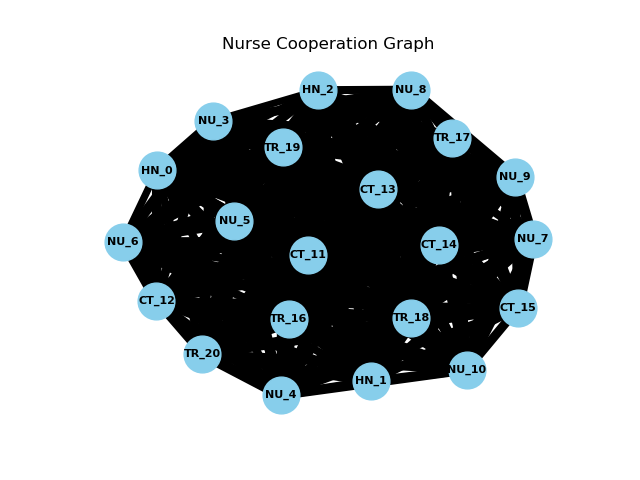 Nurse Cooperation Graph
HN_2
NU_8
NU_3
TR_17
TR_19
HN_0
NU_9
CT_13
NU_5
NU_6
NU_7
CT_14
CT_11
CT_12
CT_15
TR_16
TR_18
TR_20
NU_10
HN_1
NU_4